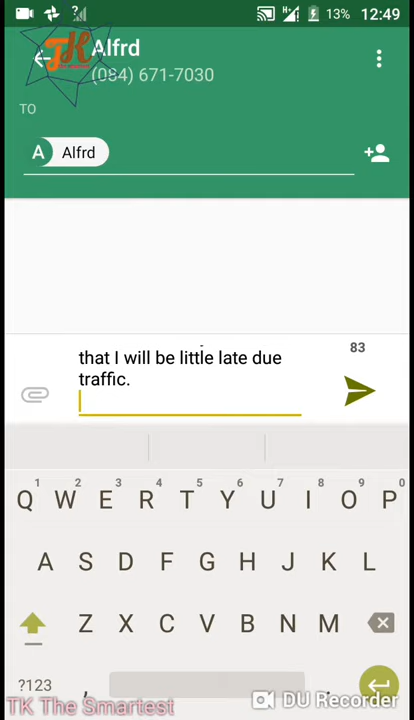 13% 12:49
TK
Alfrd
(084) 671-7030
TO
A Alfrd
83
that I will be little late due
traffic.
1 2 3 4 5 6 7 8 9 0
Q W E R T Y U I O P
A S D F G H J K L
Z X C V B N M
?123 , .
TK The Smartest
DU Recorder